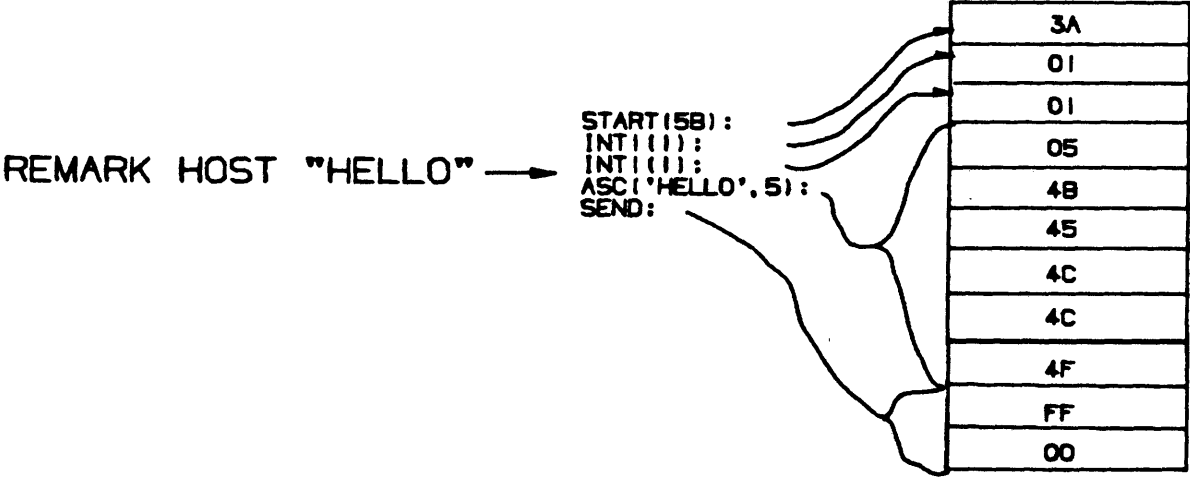 REMARK HOST "HELLO"
START(58):
INT1(1):
INT1(1):
ASC('HELLO',5):
SEND:
3A
01
01
05
48
45
4C
4C
4F
FF
00